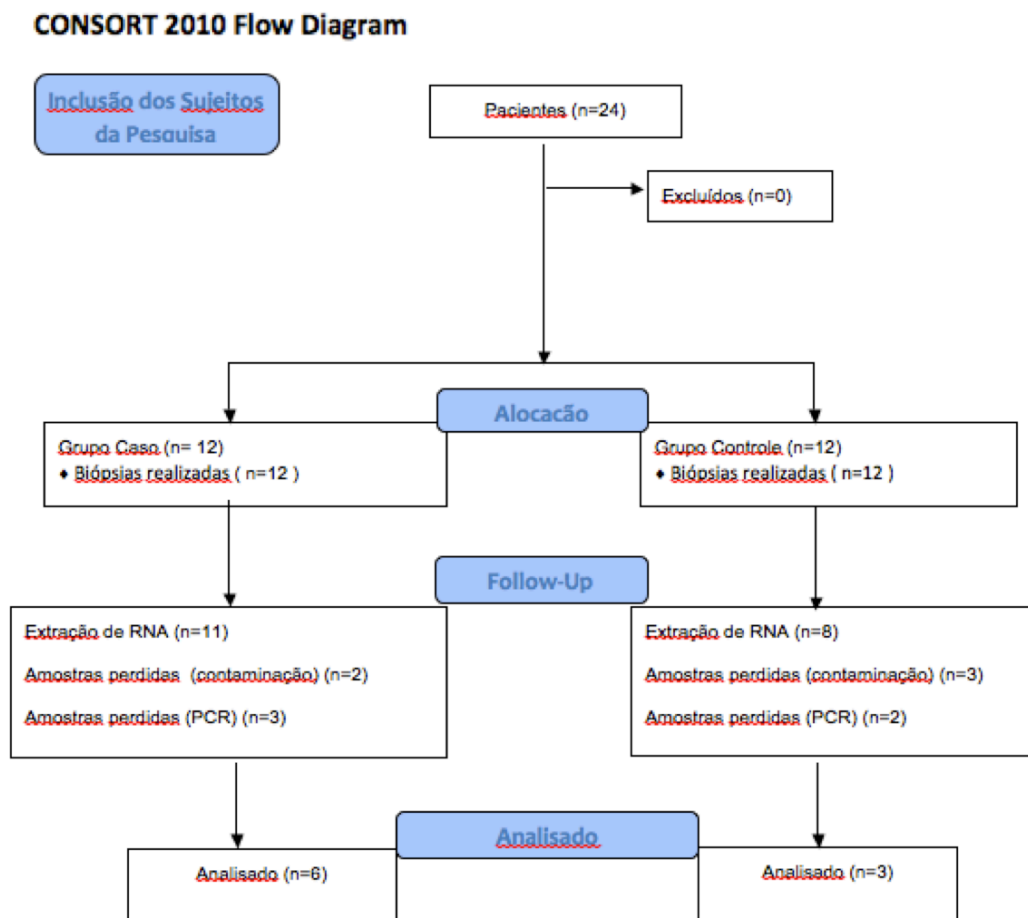 CONSORT 2010 Flow Diagram
Inclusão dos Sujeitos
da Pesquisa
Pacientes (n=24)
Excluídos (n=0)
Alocacão
Grupo Caso (n= 12)
♦ Biópsias realizadas ( n=12 )
Grupo Controle (n=12)
♦ Biópsias realizadas ( n=12 )
Follow-Up
Extração de RNA (n=11)
Amostras perdidas (contaminação) (n=2)
Amostras perdidas (PCR) (n=3)
Extração de RNA (n=8)
Amostras perdidas (contaminação) (n=3)
Amostras perdidas (PCR) (n=2)
Analisado
Analisado (n=6)
Analisado (n=3)